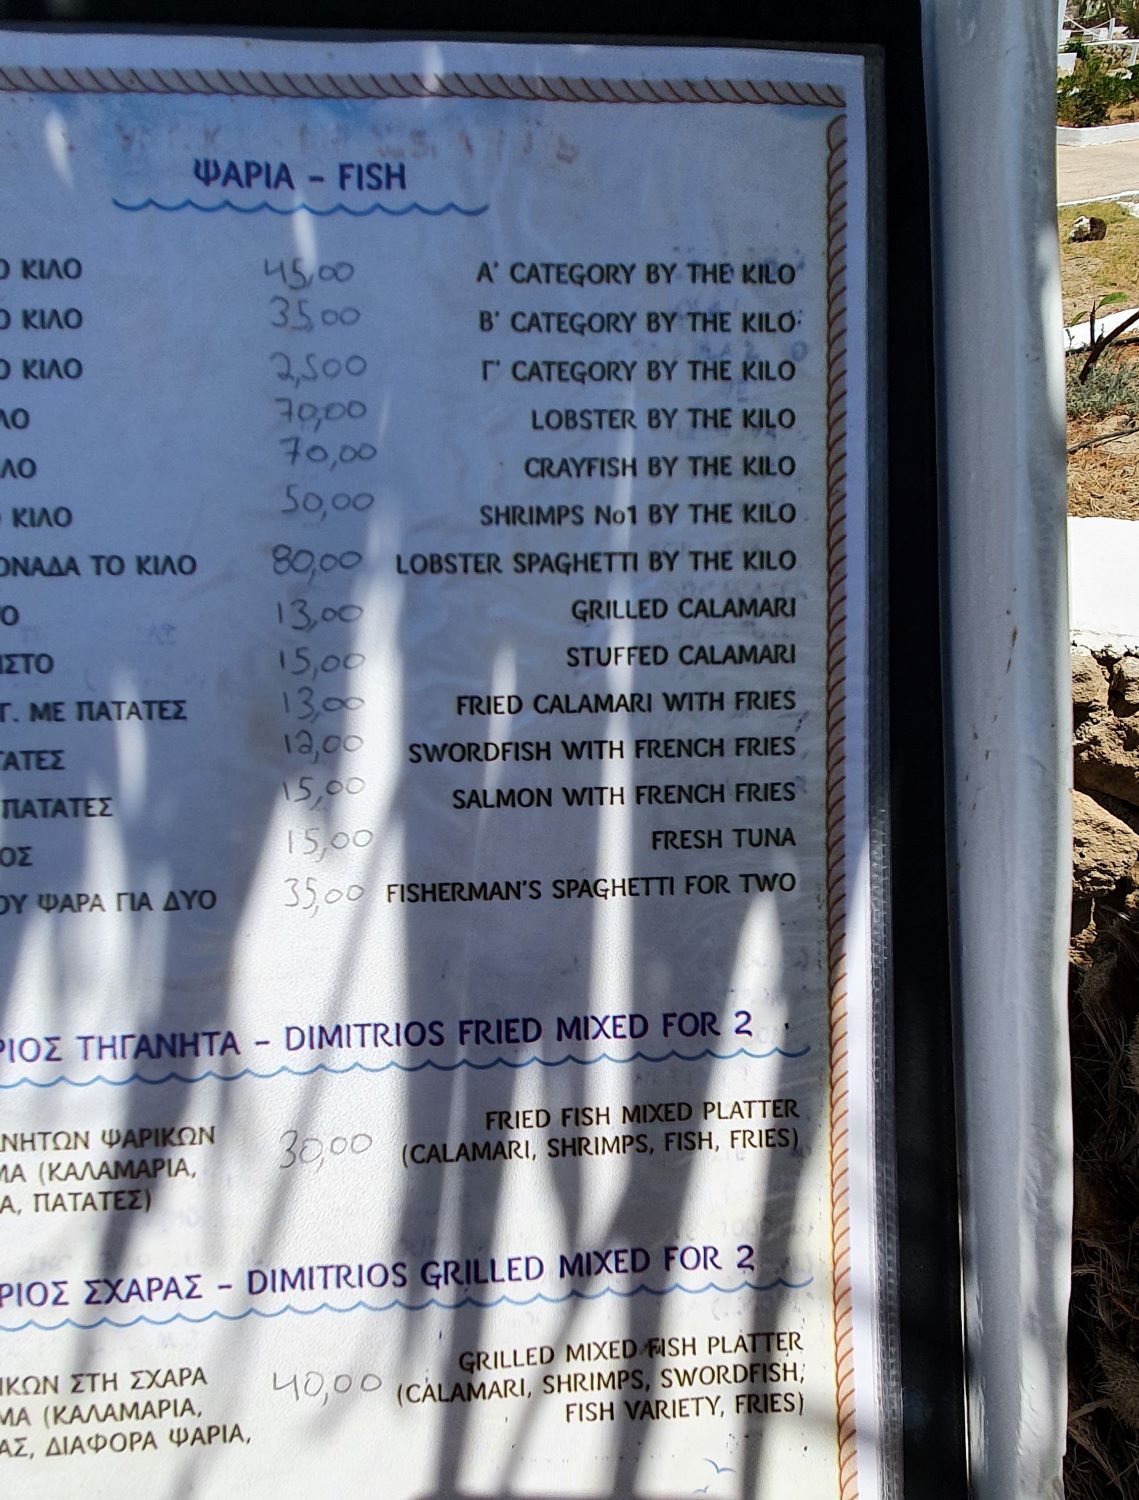 ΨΑΡΙΑ - FISH
Ο ΚΙΛΟ 45,00 Α' CATEGORY BY THE KILO
Ο ΚΙΛΟ 35,00 Β' CATEGORY BY THE KILO
Ο ΚΙΛΟ 2,500 Γ' CATEGORY BY THE KILO
ΛΟ 70,00 LOBSTER BY THE KILO
ΛΟ 70,00 CRAYFISH BY THE KILO
ΚΙΛΟ 50,00 SHRIMPS No1 BY THE KILO
ΟΝΑΔΑ ΤΟ ΚΙΛΟ 80,00 LOBSTER SPAGHETTI BY THE KILO
Ο 13,00 GRILLED CALAMARI
ΙΣΤΟ 15,00 STUFFED CALAMARI
Γ. ΜΕ ΠΑΤΑΤΕΣ 13,00 FRIED CALAMARI WITH FRIES
ΤΑΤΕΣ 12,00 SWORDFISH WITH FRENCH FRIES
ΠΑΤΑΤΕΣ 15,00 SALMON WITH FRENCH FRIES
ΟΣ 15,00 FRESH TUNA
ΟΥ ΨΑΡΑ ΓΙΑ ΔΥΟ 35,00 FISHERMAN'S SPAGHETTI FOR TWO
ΡΙΟΣ ΤΗΓΑΝΗΤΑ - DIMITRIOS FRIED MIXED FOR 2
ΝΗΤΩΝ ΨΑΡΙΚΩΝ 30,00 FRIED FISH MIXED PLATTER
ΜΑ (ΚΑΛΑΜΑΡΙΑ, (CALAMARI, SHRIMPS, FISH, FRIES)
Α, ΠΑΤΑΤΕΣ)
ΡΙΟΣ ΣΧΑΡΑΣ - DIMITRIOS GRILLED MIXED FOR 2
ΙΚΩΝ ΣΤΗ ΣΧΑΡΑ 40,00 GRILLED MIXED FISH PLATTER
ΜΑ (ΚΑΛΑΜΑΡΙΑ, (CALAMARI, SHRIMPS, SWORDFISH,
ΑΣ, ΔΙΑΦΟΡΑ ΨΑΡΙΑ, FISH VARIETY, FRIES)